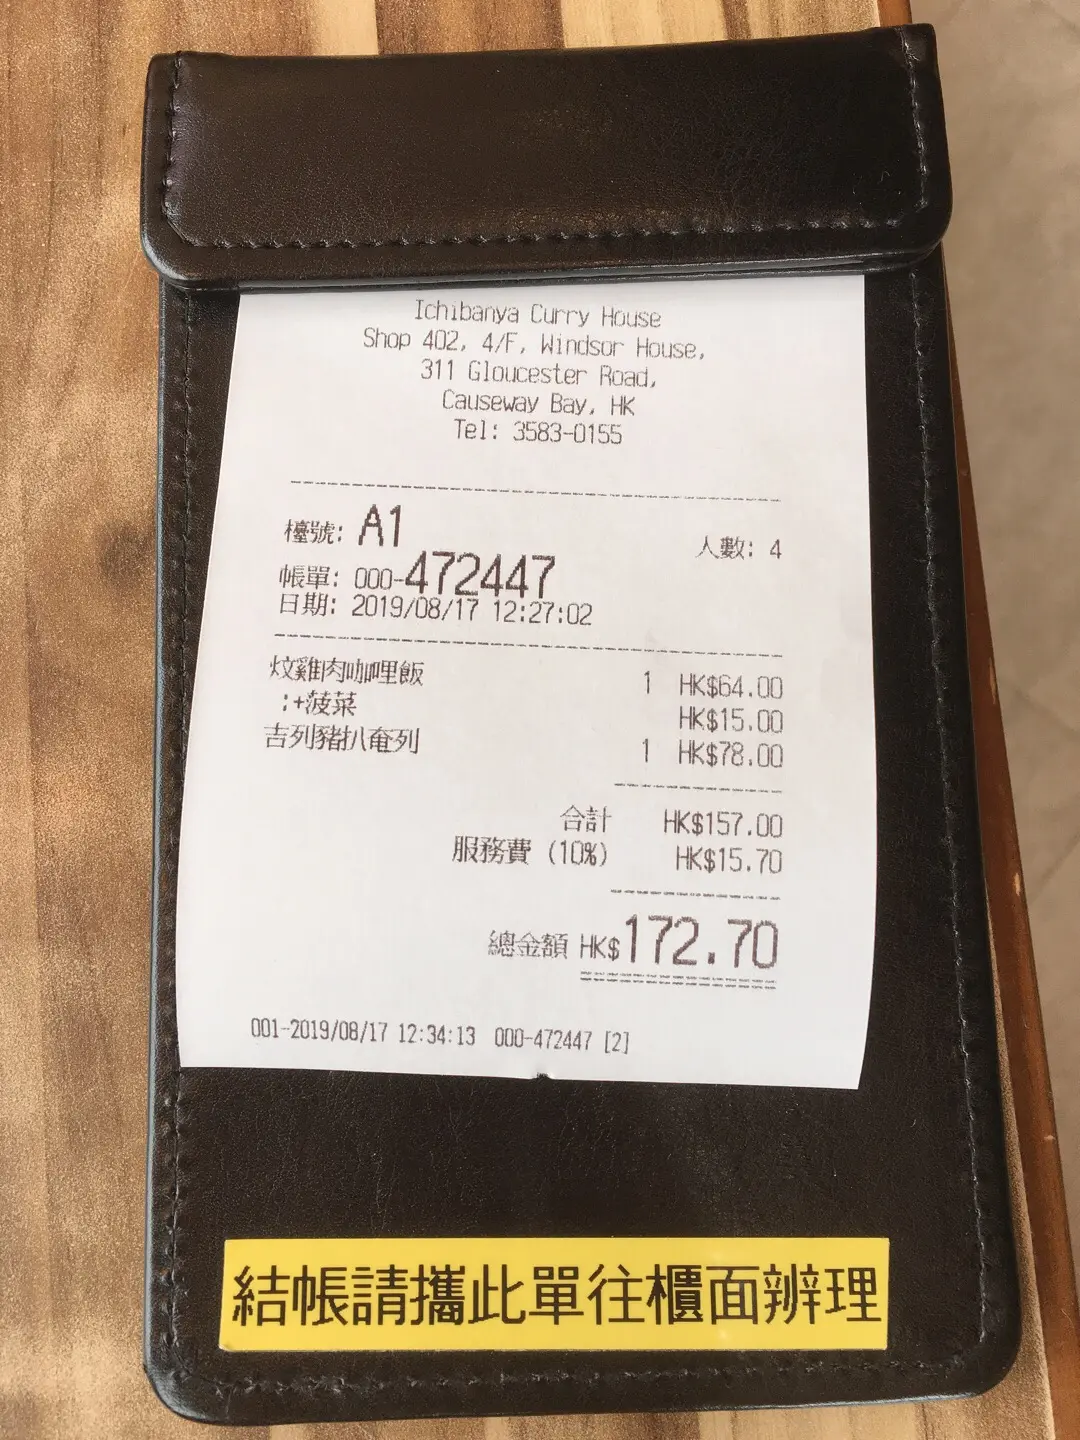 Ichibanya Curry House
Shop 402, 4/F, Windsor House,
311 Gloucester Road,
Causeway Bay, HK
Tel: 3583-0155
檯號: A1 人數: 4
帳單: 000-472447
日期: 2019/08/17 12:27:02
炆雞肉咖哩飯 1 HK$64.00
:+菠菜 HK$15.00
吉列豬扒奄列 1 HK$78.00
合計 HK$157.00
服務費 (10%) HK$15.70
總金額 HK$172.70
001-2019/08/17 12:34:13 000-472447 [2]
結帳請攜此單往櫃面辦理